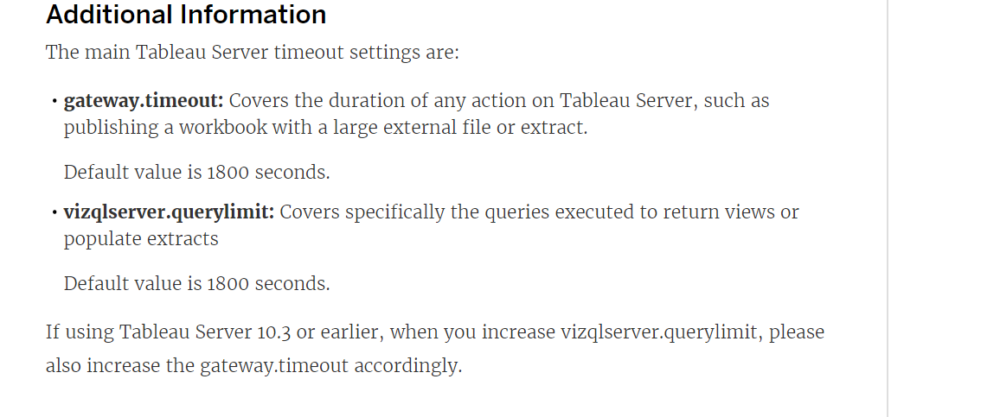 Additional Information
The main Tableau Server timeout settings are:
• gateway.timeout: Covers the duration of any action on Tableau Server, such as
publishing a workbook with a large external file or extract.
Default value is 1800 seconds.
• vizqlserver.querylimit: Covers specifically the queries executed to return views or
populate extracts
Default value is 1800 seconds.
If using Tableau Server 10.3 or earlier, when you increase vizqlserver.querylimit, please
also increase the gateway.timeout accordingly.